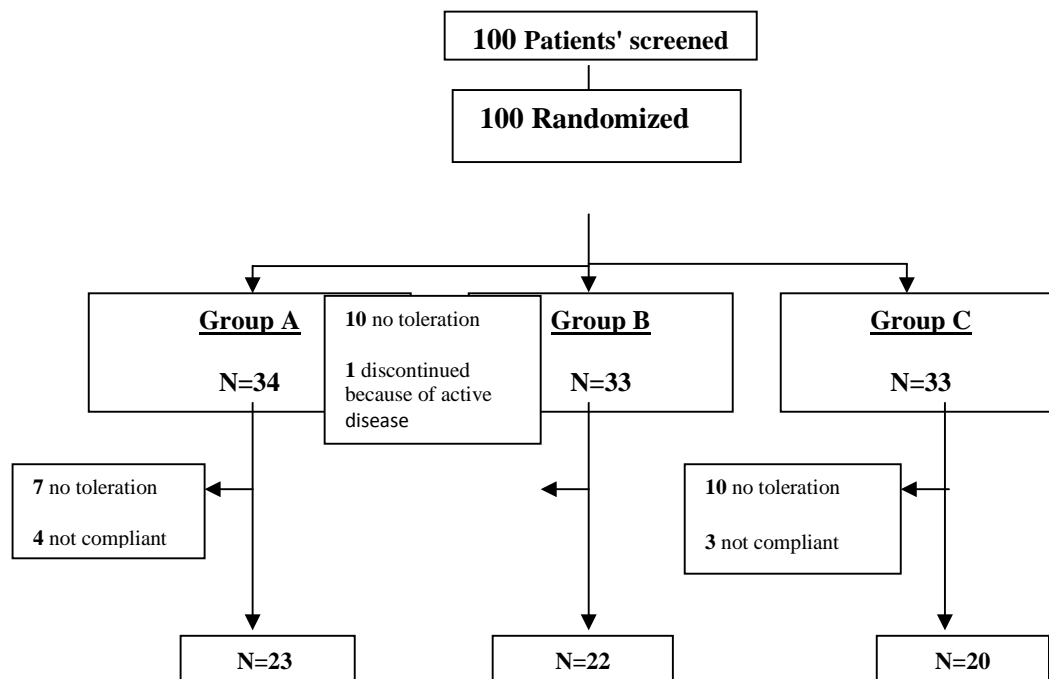 100 Patients' screened
100 Randomized
Group A
N=34
10 no toleration
1 discontinued
because of active
disease
Group B
N=33
Group C
N=33
7 no toleration
4 not compliant
10 no toleration
3 not compliant
N=23
N=22
N=20